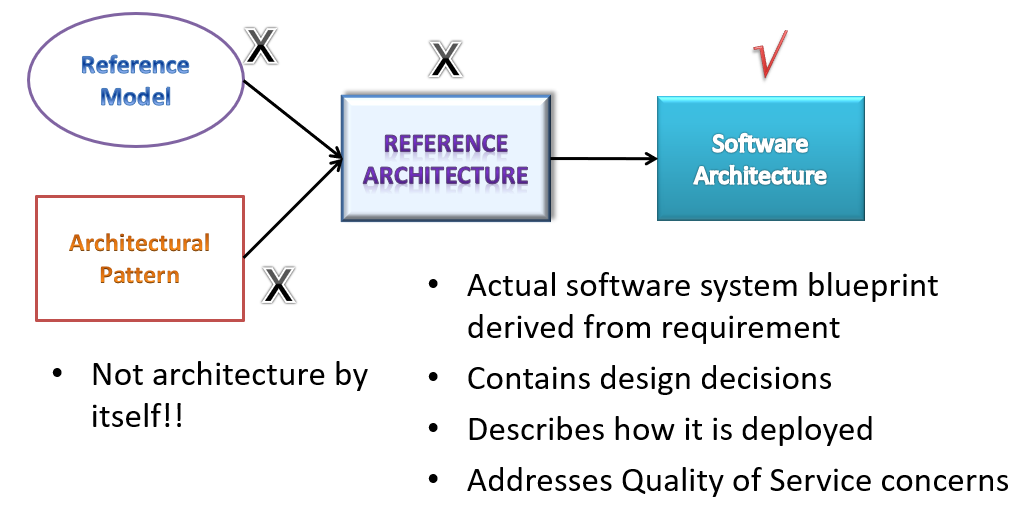 X
X
√
Reference
Model
REFERENCE
ARCHITECTURE
Software
Architecture
Architectural
Pattern
X
• Not architecture by
itself!!
• Actual software system blueprint
derived from requirement
• Contains design decisions
• Describes how it is deployed
• Addresses Quality of Service concerns